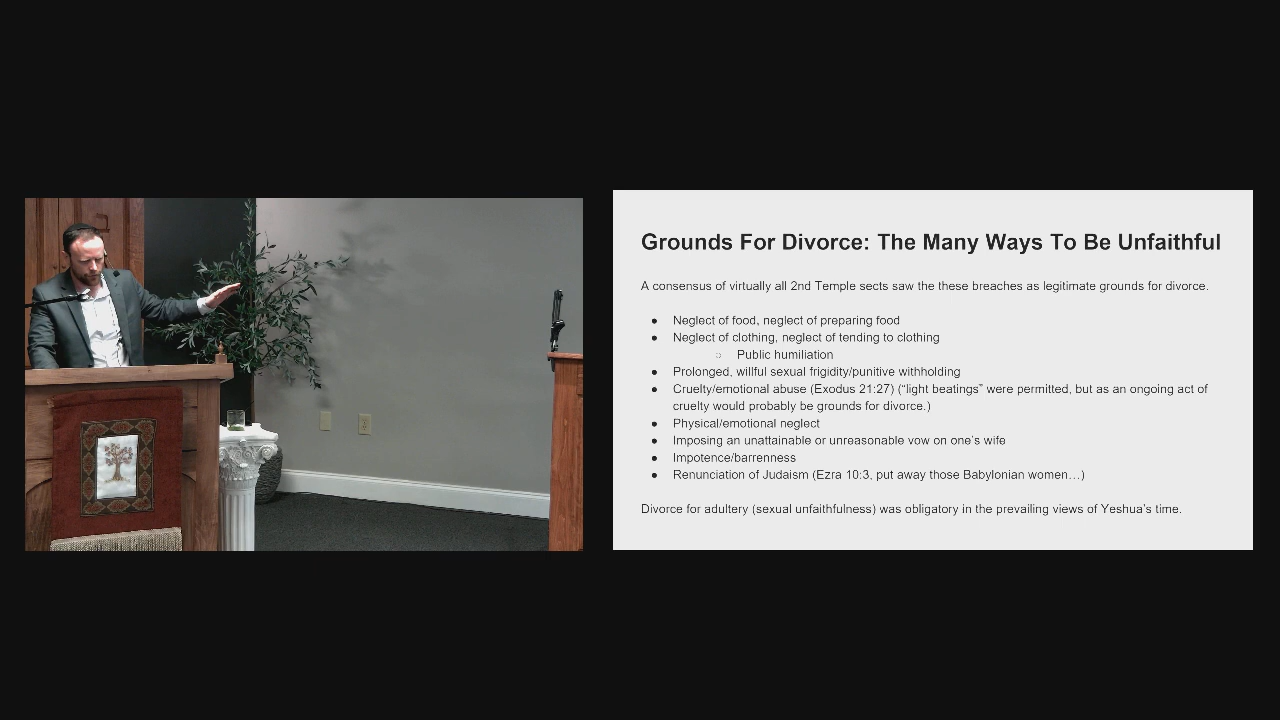 Grounds For Divorce: The Many Ways To Be Unfaithful
A consensus of virtually all 2nd Temple sects saw the these breaches as legitimate grounds for divorce.
● Neglect of food, neglect of preparing food
● Neglect of clothing, neglect of tending to clothing
○ Public humiliation
● Prolonged, willful sexual frigidity/punitive withholding
● Cruelty/emotional abuse (Exodus 21:27) (“light beatings” were permitted, but as an ongoing act of
cruelty would probably be grounds for divorce.)
● Physical/emotional neglect
● Imposing an unattainable or unreasonable vow on one’s wife
● Impotence/barrenness
● Renunciation of Judaism (Ezra 10:3, put away those Babylonian women…)
Divorce for adultery (sexual unfaithfulness) was obligatory in the prevailing views of Yeshua’s time.